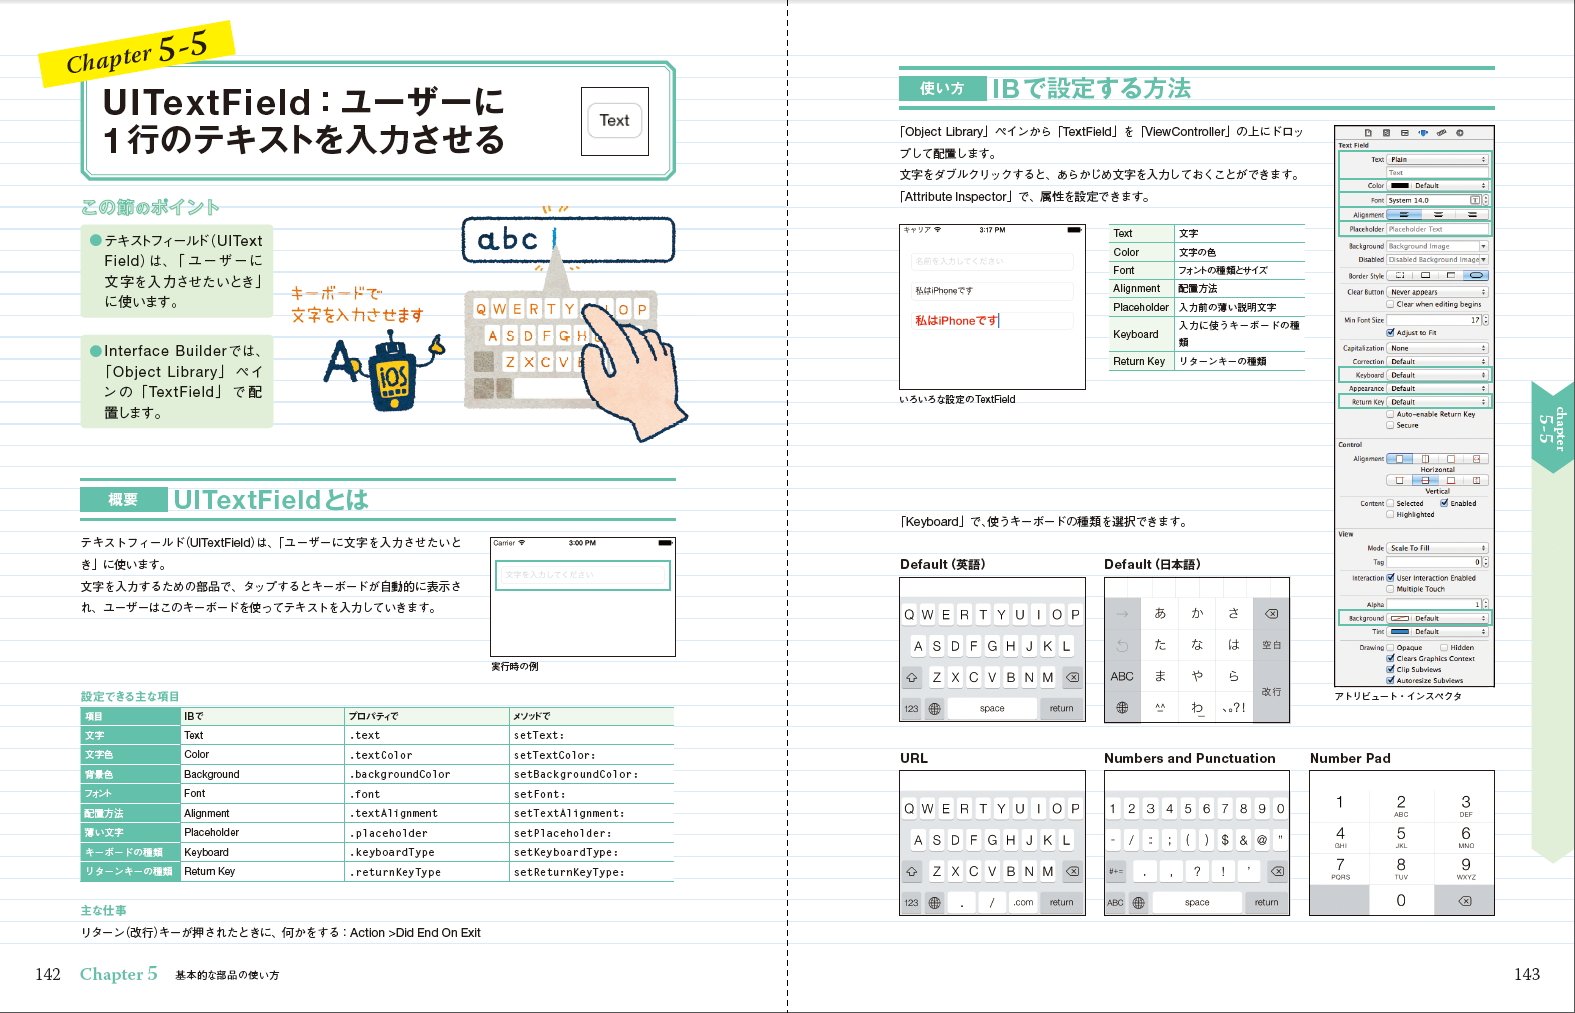 Chapter 5-5
UITextField：ユーザーに
1行のテキストを入力させる
Text
この節のポイント
●テキストフィールド（UIText
Field）は、「ユーザーに
文字を入力させたいとき」
に使います。
●Interface Builderでは、
「Object Library」ペイ
ンの「TextField」で配
置します。
abc
キーボードで
文字を入力させます
Q W E R T Y I O P
A S D F G H
Z X C V
A
iOS
概要 UITextFieldとは
テキストフィールド（UITextField）は、「ユーザーに文字を入力させたいと
き」に使います。
文字を入力するための部品で、タップするとキーボードが自動的に表示さ
れ、ユーザーはこのキーボードを使ってテキストを入力していきます。
Carrier 3:00 PM
文字を入力してください
実行時の例
設定できる主な項目
項目 IBで プロパティで メソッドで
文字 Text .text setText:
文字色 Color .textColor setTextColor:
背景色 Background .backgroundColor setBackgroundColor:
フォント Font .font setFont:
配置方法 Alignment .textAlignment setTextAlignment:
薄い文字 Placeholder .placeholder setPlaceholder:
キーボードの種類 Keyboard .keyboardType setKeyboardType:
リターンキーの種類 Return Key .returnKeyType setReturnKeyType:
主な仕事
リターン（改行）キーが押されたときに、何かをする：Action >Did End On Exit
142 Chapter 5 基本的な部品の使い方
使い方 IBで設定する方法
「Object Library」ペインから「TextField」を「ViewController」の上にドロッ
プして配置します。
文字をダブルクリックすると、あらかじめ文字を入力しておくことができます。
「Attribute Inspector」で、属性を設定できます。
キャリア 3:17 PM
名前を入力してください
私はiPhoneです
私はiPhoneです
いろいろな設定のTextField
Text 文字
Color 文字の色
Font フォントの種類とサイズ
Alignment 配置方法
Placeholder 入力前の薄い説明文字
Keyboard 入力に使うキーボードの種
類
Return Key リターンキーの種類
Text Field
Text Plain
Text
Color Default
Font System 14.0
Alignment
Placeholder Placeholder Text
Background Background Image
Disabled Disabled Background Image
Border Style
Clear Button Never appears
Clear when editing begins
Min Font Size 17
Adjust to Fit
Capitalization None
Correction Default
Keyboard Default
Appearance Default
Return Key Default
Auto-enable Return Key
Secure
Control
Alignment
Horizontal
Vertical
Content Selected Enabled
Highlighted
View
Mode Scale To Fill
Tag 0
Interaction User Interaction Enabled
Multiple Touch
Alpha 1
Background Default
Tint Default
Drawing Opaque Hidden
Clears Graphics Context
Clip Subviews
Autoresize Subviews
アトリビュート・インスペクタ
「Keyboard」で、使うキーボードの種類を選択できます。
Default（英語）
Q W E R T Y U I O P
A S D F G H J K L
Z X C V B N M
123 space return
Default（日本語）
→ あ か さ
た な は 空白
ABC ま や ら
^^ わ 、。?! 改行
URL
Q W E R T Y U I O P
A S D F G H J K L
Z X C V B N M
123 . / .com return
Numbers and Punctuation
1 2 3 4 5 6 7 8 9 0
- / : ; ( ) $ & @ "
#+= . , ? ! '
ABC space return
Number Pad
1 2 3
ABC DEF
4 5 6
GHI JKL MNO
7 8 9
PQRS TUV WXYZ
0
chapter
5-5
143